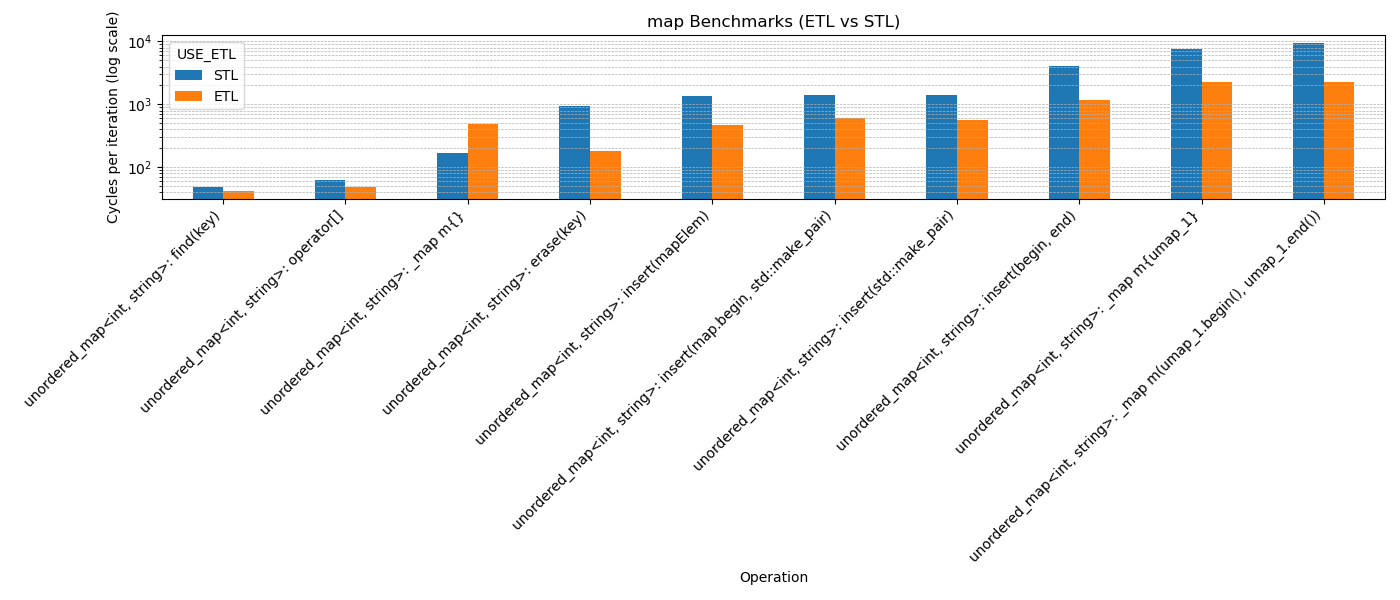 map Benchmarks (ETL vs STL)
Cycles per iteration (log scale)
10^4
10^3
10^2
USE_ETL
STL
ETL
unordered_map<int, string>: find(key)
unordered_map<int, string>: operator[]
unordered_map<int, string>: _map m{}
unordered_map<int, string>: erase(key)
unordered_map<int, string>: insert(mapElem)
unordered_map<int, string>: insert(map.begin, std::make_pair)
unordered_map<int, string>: insert(std::make_pair)
unordered_map<int, string>: insert(begin, end)
unordered_map<int, string>: _map m{umap_1}
unordered_map<int, string>: _map m(umap_1.begin(), umap_1.end())
Operation